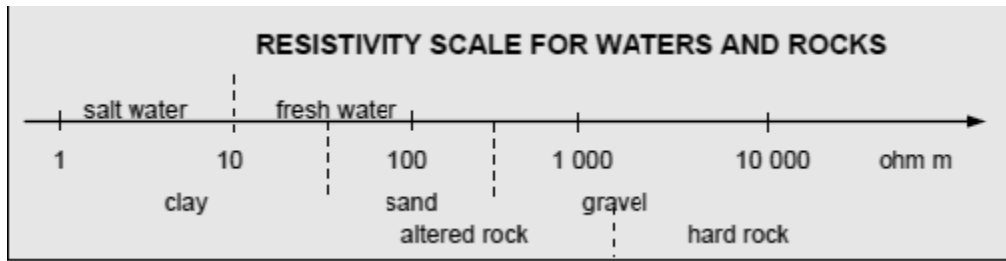 RESISTIVITY SCALE FOR WATERS AND ROCKS
salt water fresh water
1 10 100 1 000 10 000 ohm m
clay sand gravel
altered rock hard rock